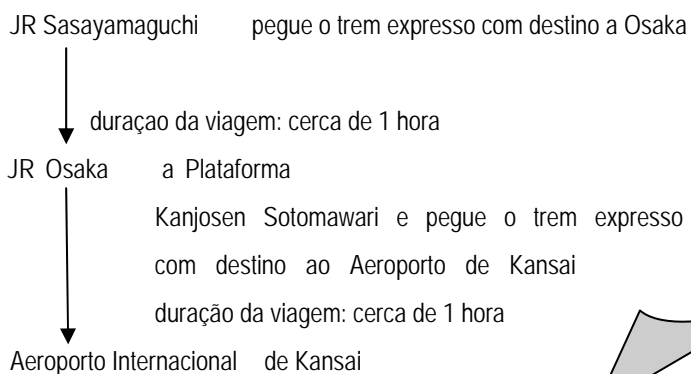 JR Sasayamaguchi pegue o trem expresso com destino a Osaka
duraçao da viagem: cerca de 1 hora
JR Osaka a Plataforma
Kanjosen Sotomawari e pegue o trem expresso
com destino ao Aeroporto de Kansai
duração da viagem: cerca de 1 hora
Aeroporto Internacional de Kansai